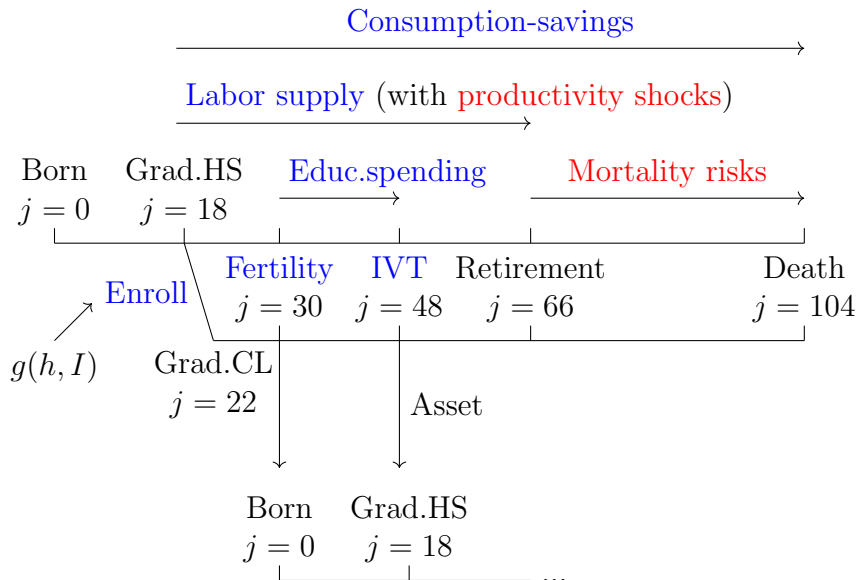 Consumption-savings
Labor supply (with productivity shocks)
Born
j = 0
Grad.HS
j = 18
Educ.spending
Mortality risks
Enroll
Fertility
j = 30
IVT
j = 48
Retirement
j = 66
Death
j = 104
g(h, I)
Grad.CL
j = 22
Asset
Born
j = 0
Grad.HS
j = 18
...